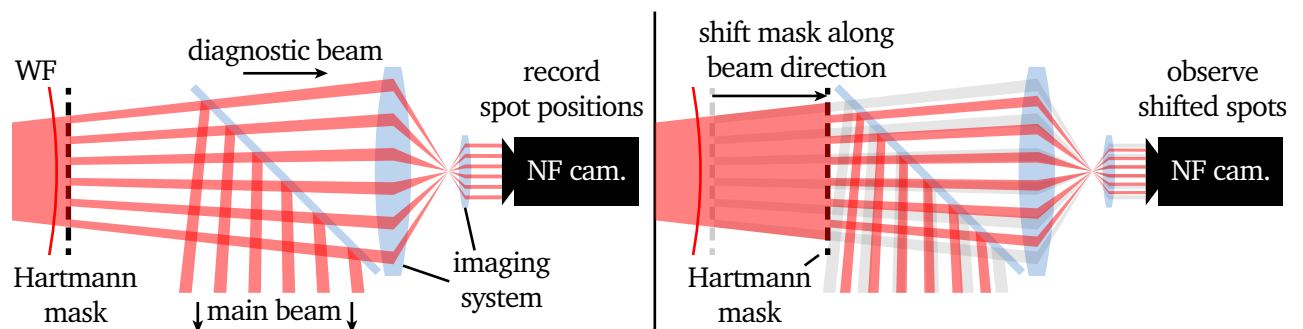 diagnostic beam
WF
record
spot positions
NF cam.
Hartmann
mask
main beam
imaging
system
shift mask along
beam direction
observe
shifted spots
NF cam.
Hartmann
mask